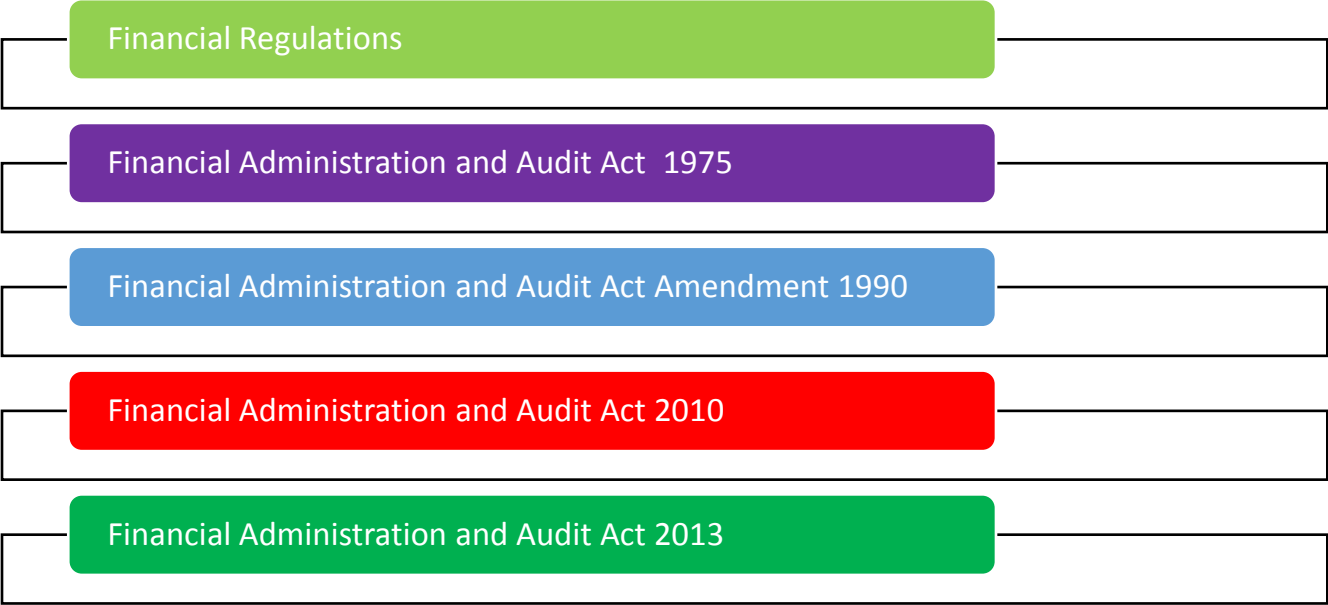 Financial Regulations
Financial Administration and Audit Act  1975
Financial Administration and Audit Act Amendment 1990
Financial Administration and Audit Act 2010
Financial Administration and Audit Act 2013